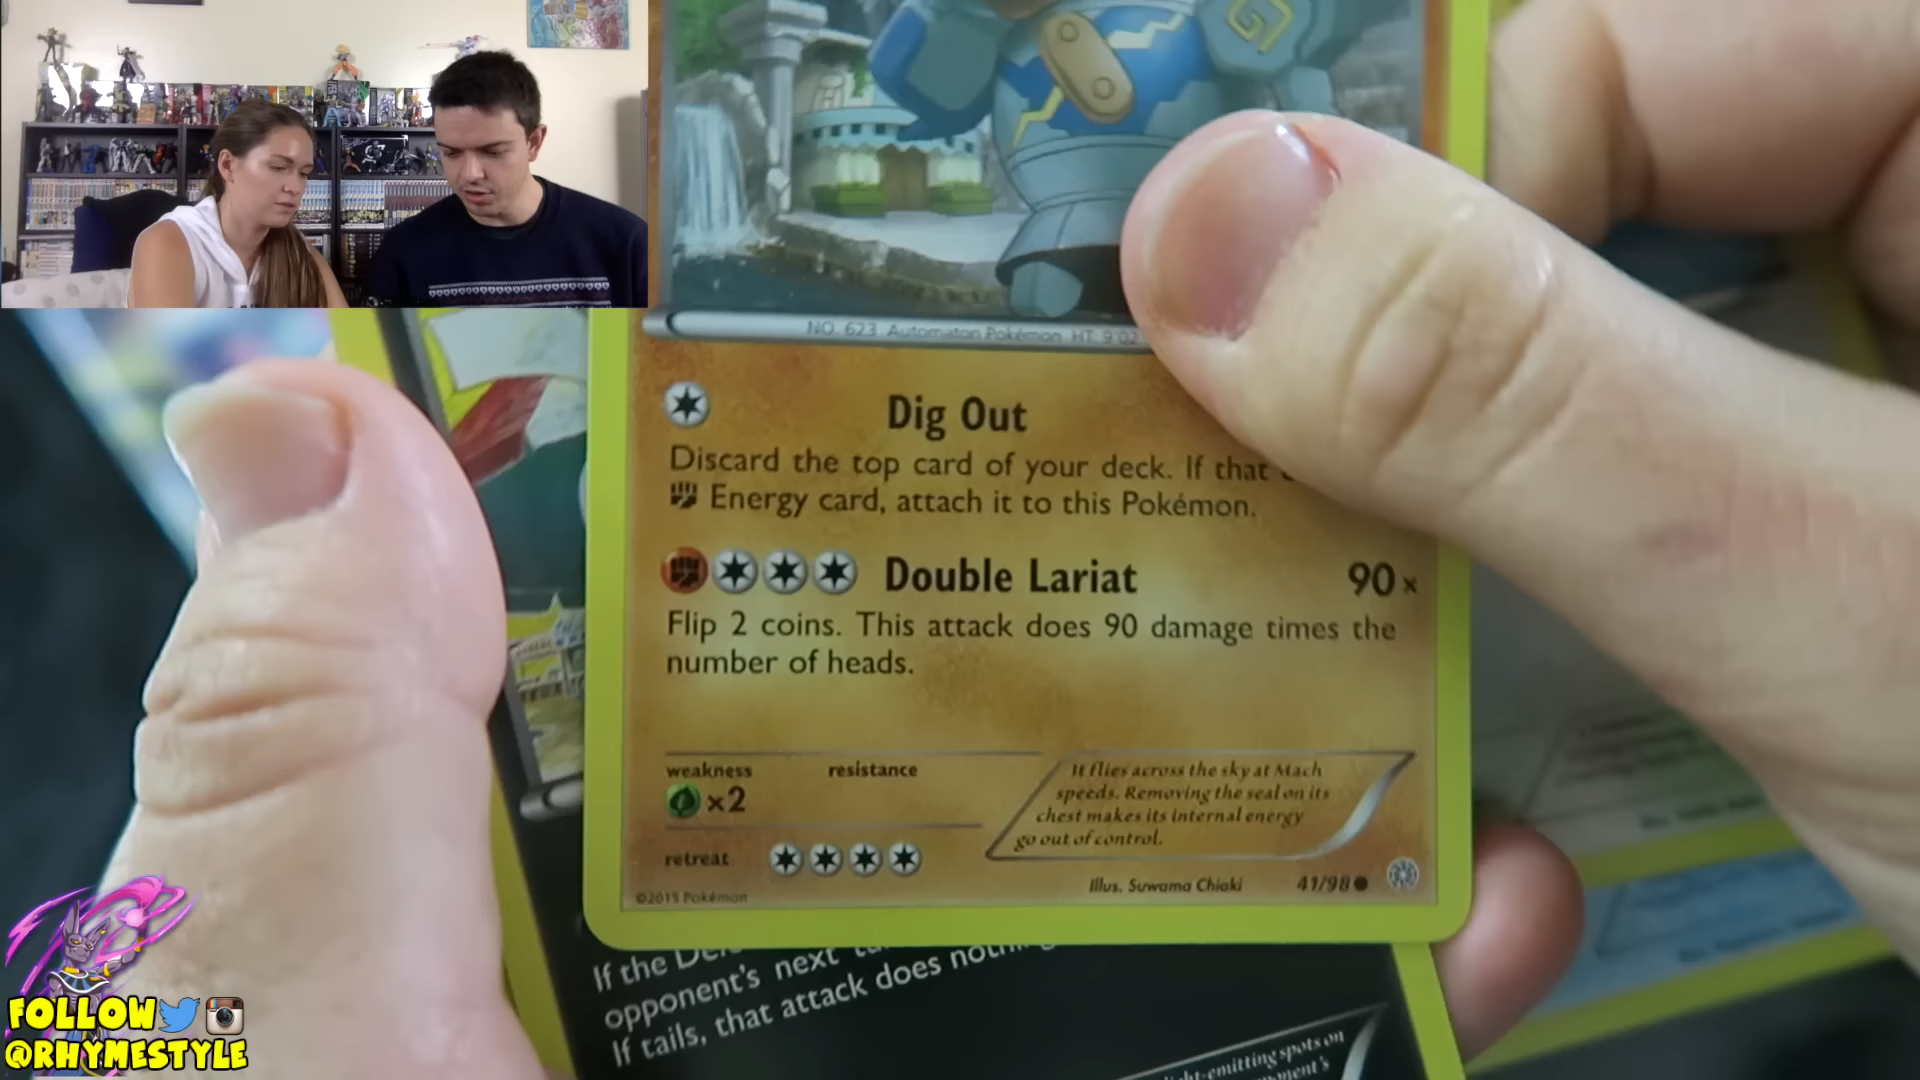 NO. 623 Automaton Pokémon HT: 9'02
Dig Out
Discard the top card of your deck. If that
Energy card, attach it to this Pokémon.
Double Lariat 90×
Flip 2 coins. This attack does 90 damage times the
number of heads.
weakness resistance
×2
retreat
It flies across the sky at Mach
speeds. Removing the seal on its
chest makes its internal energy
go out of control.
Illus. Suwama Chiaki 41/98
©2015 Pokémon
If the
opponent's next
If tails, that attack does
spots on
FOLLOW
@RHYMESTYLE